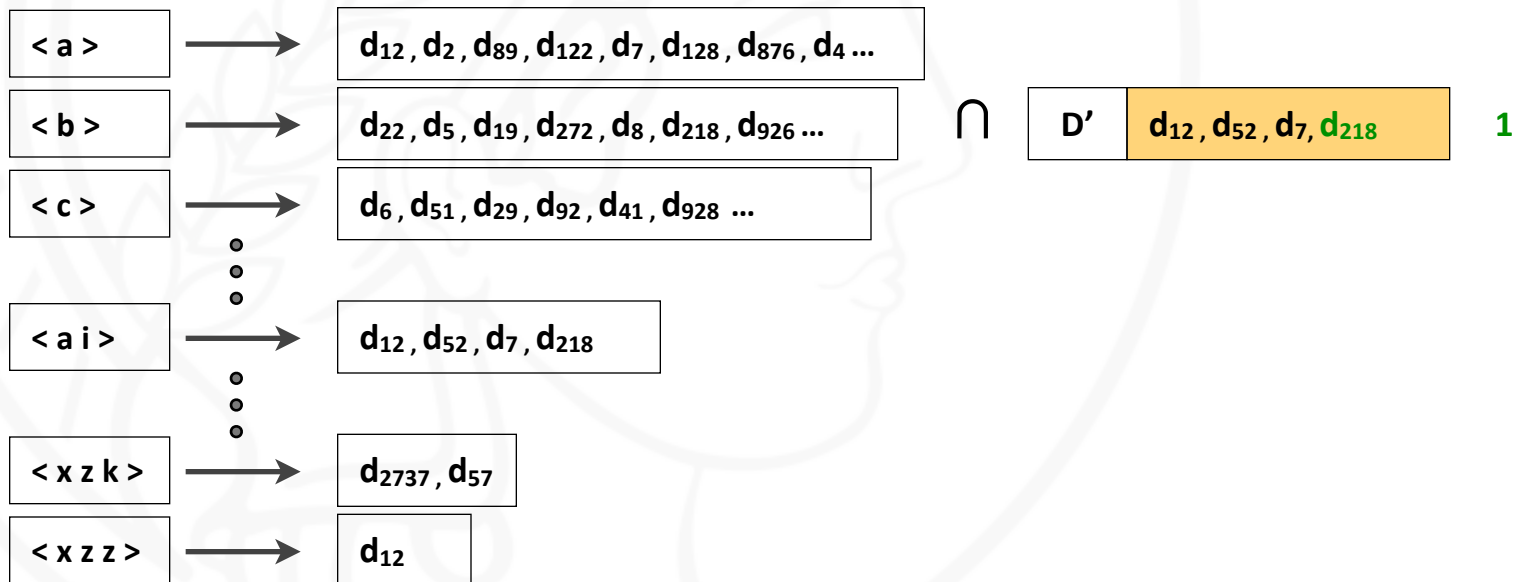 < a > d12 , d2 , d89 , d122 , d7 , d128 , d876 , d4 ...
< b > d22 , d5 , d19 , d272 , d8 , d218 , d926 ... ∩ D’ d12 , d52 , d7, d218 1
< c > d6 , d51 , d29 , d92 , d41 , d928 ...
< a i > d12 , d52 , d7 , d218
< x z k > d2737 , d57
< x z z > d12